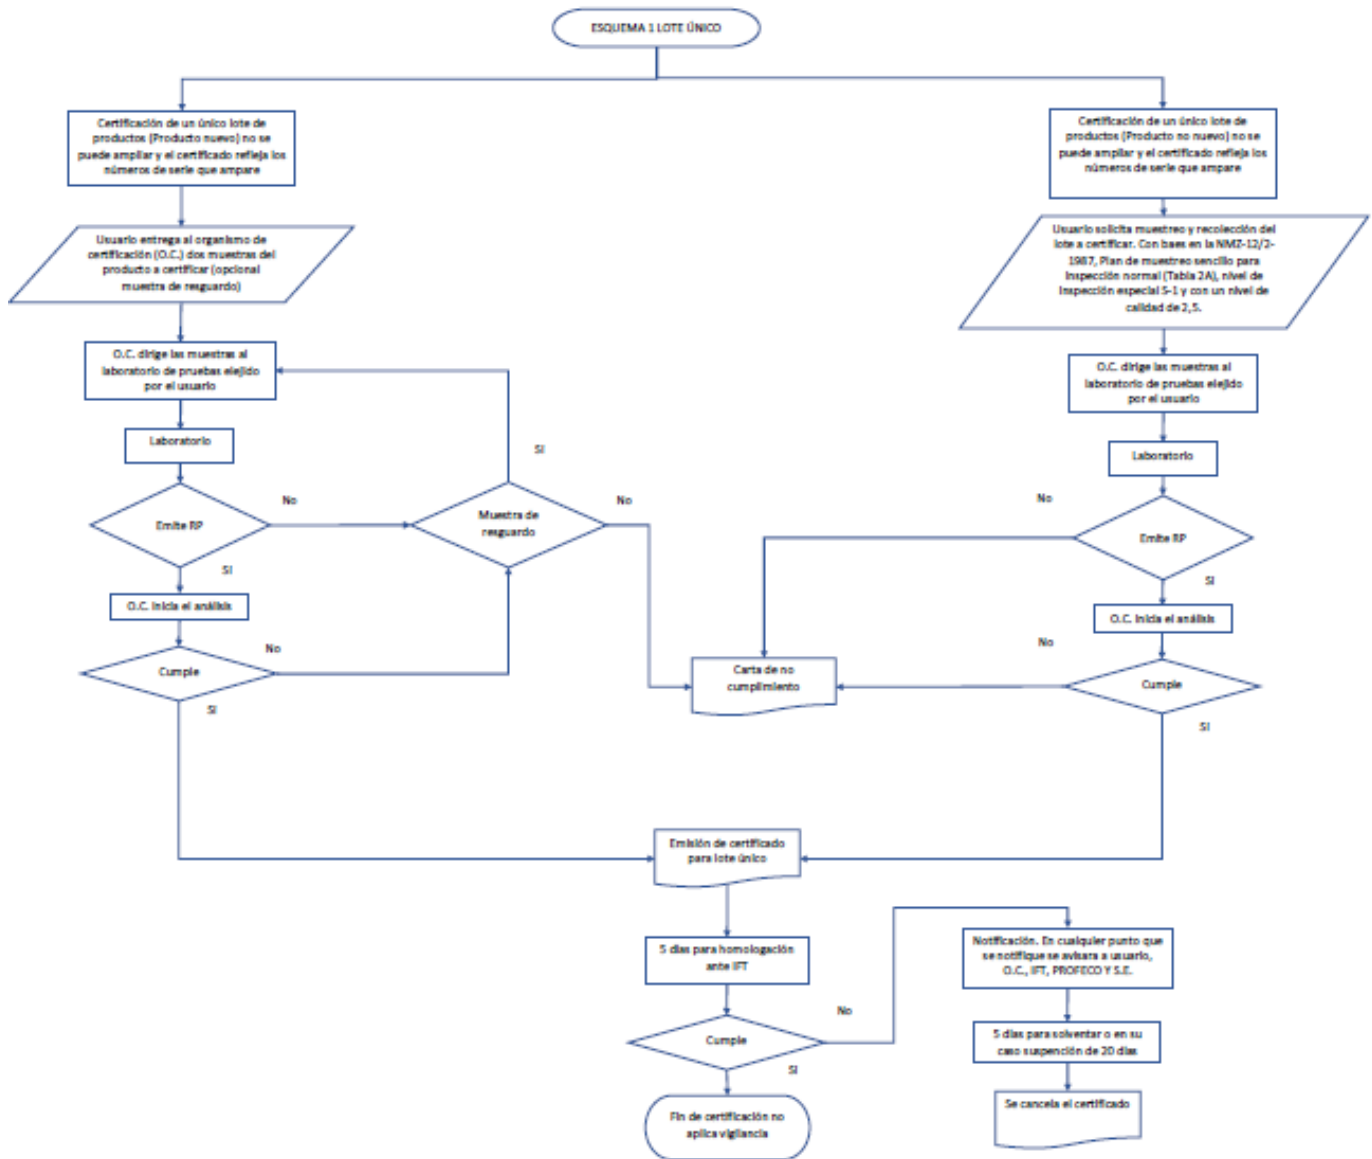 ESQUEMA 1 LOTE ÚNICO
Certificación de un único lote de
productos (Producto nuevo) no se
puede ampliar y el certificado refleja los
números de serie que ampare
Certificación de un único lote de
productos (Producto no nuevo) no se
puede ampliar y el certificado refleja los
números de serie que ampare
Usuario entrega al organismo de
certificación (O.C.) dos muestras del
producto a certificar (opcional
muestra de resguardo)
Usuario solicita muestreo y recolección del
lote a certificar. Con baes en la NMZ-12/2-
1987, Plan de muestreo sencillo para
inspección normal (Tabla 2A), nivel de
inspección especial S-1 y con un nivel de
calidad de 2,5.
O.C. dirige las muestras al
laboratorio de pruebas elejido
por el usuario
O.C. dirige las muestras al
laboratorio de pruebas elejido
por el usuario
Laboratorio
SI
Laboratorio
No
No
No
Emite RP
Muestra de
resguardo
Emite RP
SI
SI
O.C. inicia el análisis
O.C. inicia el análisis
No
No
Cumple
Carta de no
cumplimiento
Cumple
SI
SI
Emisión de certificado
para lote único
5 días para homologación
ante IFT
Notificación. En cualquier punto que
se notifique se avisara a usuario,
O.C., IFT, PROFECO Y S.E.
No
Cumple
5 días para solventar o en su
caso suspención de 20 días
SI
Se cancela el certificado
Fin de certificación no
aplica vigilancia